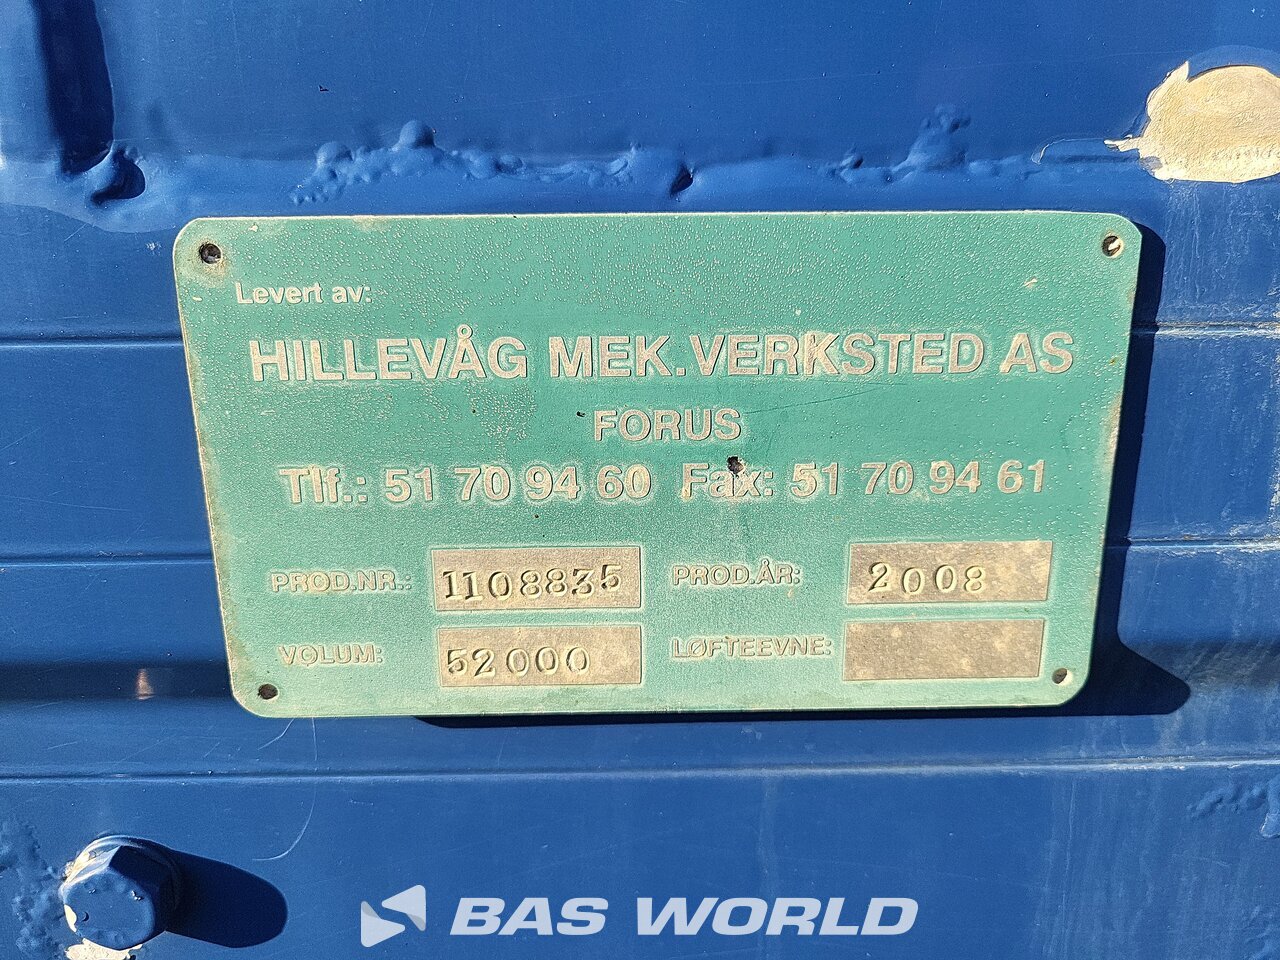 Levert av:
HILLEVÅG MEK.VERKSTED AS
FORUS
Tlf.: 51 70 94 60 Fax: 51 70 94 61
PROD.NR.: 1108835 PROD.ÅR: 2008
VOLUM: 52000 LØFTEEVNE:
BAS WORLD